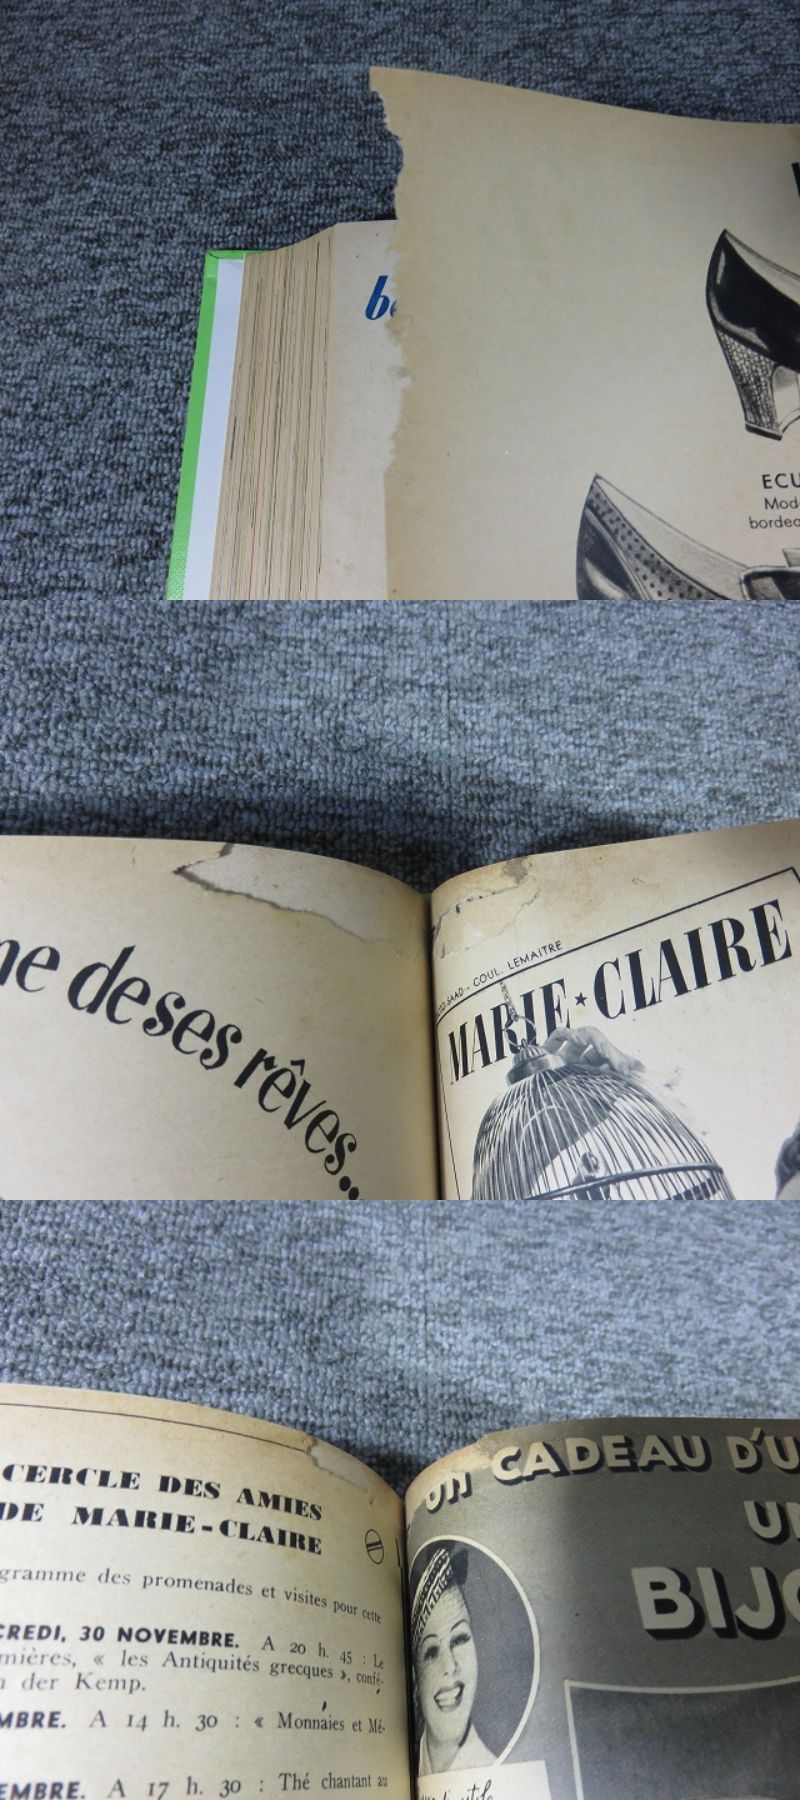 ECU
bordea
ne de ses rêves..
COUL. LEMAITRE
MARIE ★ CLAIRE
CERCLE DES AMIES
DE MARIE-CLAIRE
gramme des promenades et visites pour cette
CREDI, 30 NOVEMBRE. A 20 h. 45 : Le
mières, « les Antiquités grecques », confé-
n der Kemp.
MBRE. A 14 h. 30 : « Monnaies et Mé-
EMBRE. A 17 h. 30 : Thé chantant au
UN CADEAU D'U
UN
BIJO